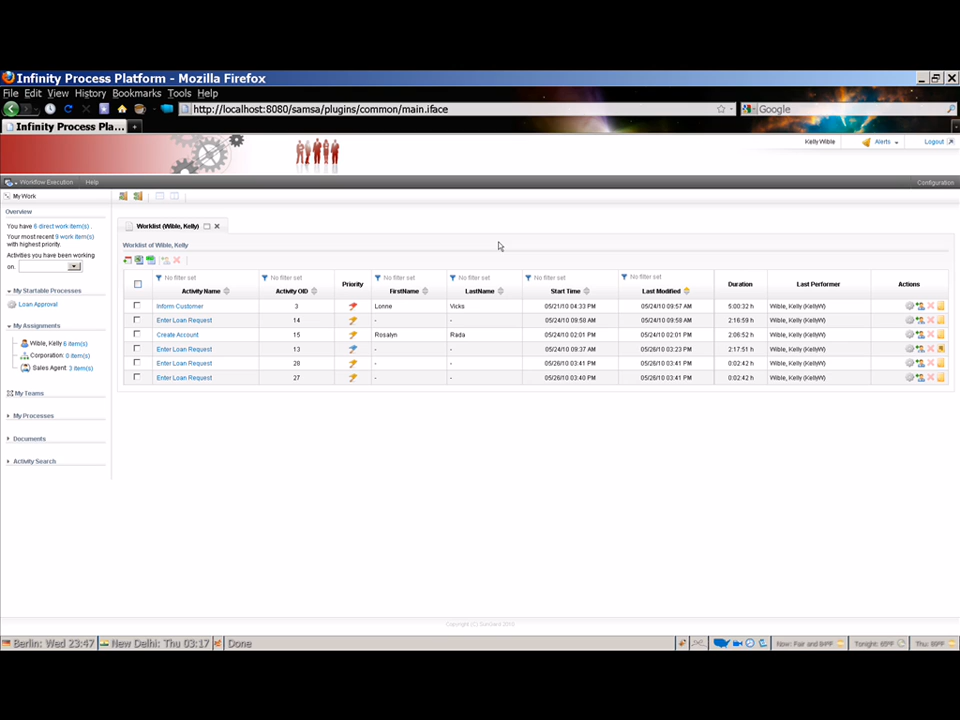 Infinity Process Platform - Mozilla Firefox
File Edit View History Bookmarks Tools Help
http://localhost:8080/samsa/plugins/common/main.iface
Google
Infinity Process Pla...
Kelly Wible
Alerts
Logout
Workflow Execution Help
Configuration
My Work
Overview
You have 6 direct work item(s).
Your most recent 9 work item(s)
with highest priority.
Activities you have been working
on.
My Startable Processes
Loan Approval
My Assignments
Wible, Kelly 6 item(s)
Corporation: 0 item(s)
Sales Agent: 3 item(s)
My Teams
My Processes
Documents
Activity Search
Worklist (Wible, Kelly)
Worklist of Wible, Kelly
No filter set No filter set No filter set No filter set No filter set No filter set
Activity Name Activity OID Priority FirstName LastName Start Time Last Modified Duration Last Performer Actions
Inform Customer 3 Lonne Vicks 05/21/10 04:33 PM 05/24/10 09:57 AM 5:00:32 h Wible, Kelly (KellyW)
Enter Loan Request 14 - - 05/24/10 09:58 AM 05/24/10 09:58 AM 2:16:59 h Wible, Kelly (KellyW)
Create Account 15 Rosalyn Rada 05/24/10 02:01 PM 05/24/10 02:01 PM 2:06:52 h Wible, Kelly (KellyW)
Enter Loan Request 13 - - 05/24/10 09:37 AM 05/26/10 03:23 PM 2:17:51 h Wible, Kelly (KellyW)
Enter Loan Request 28 - - 05/26/10 03:41 PM 05/26/10 03:41 PM 0:02:42 h Wible, Kelly (KellyW)
Enter Loan Request 27 - - 05/26/10 03:40 PM 05/26/10 03:41 PM 0:02:42 h Wible, Kelly (KellyW)
Copyright (C) SunGard 2010
Berlin: Wed 23:47 New Delhi: Thu 03:17 Done
Now: Fair and 84°F Tonight: 65°F Thu: 89°F